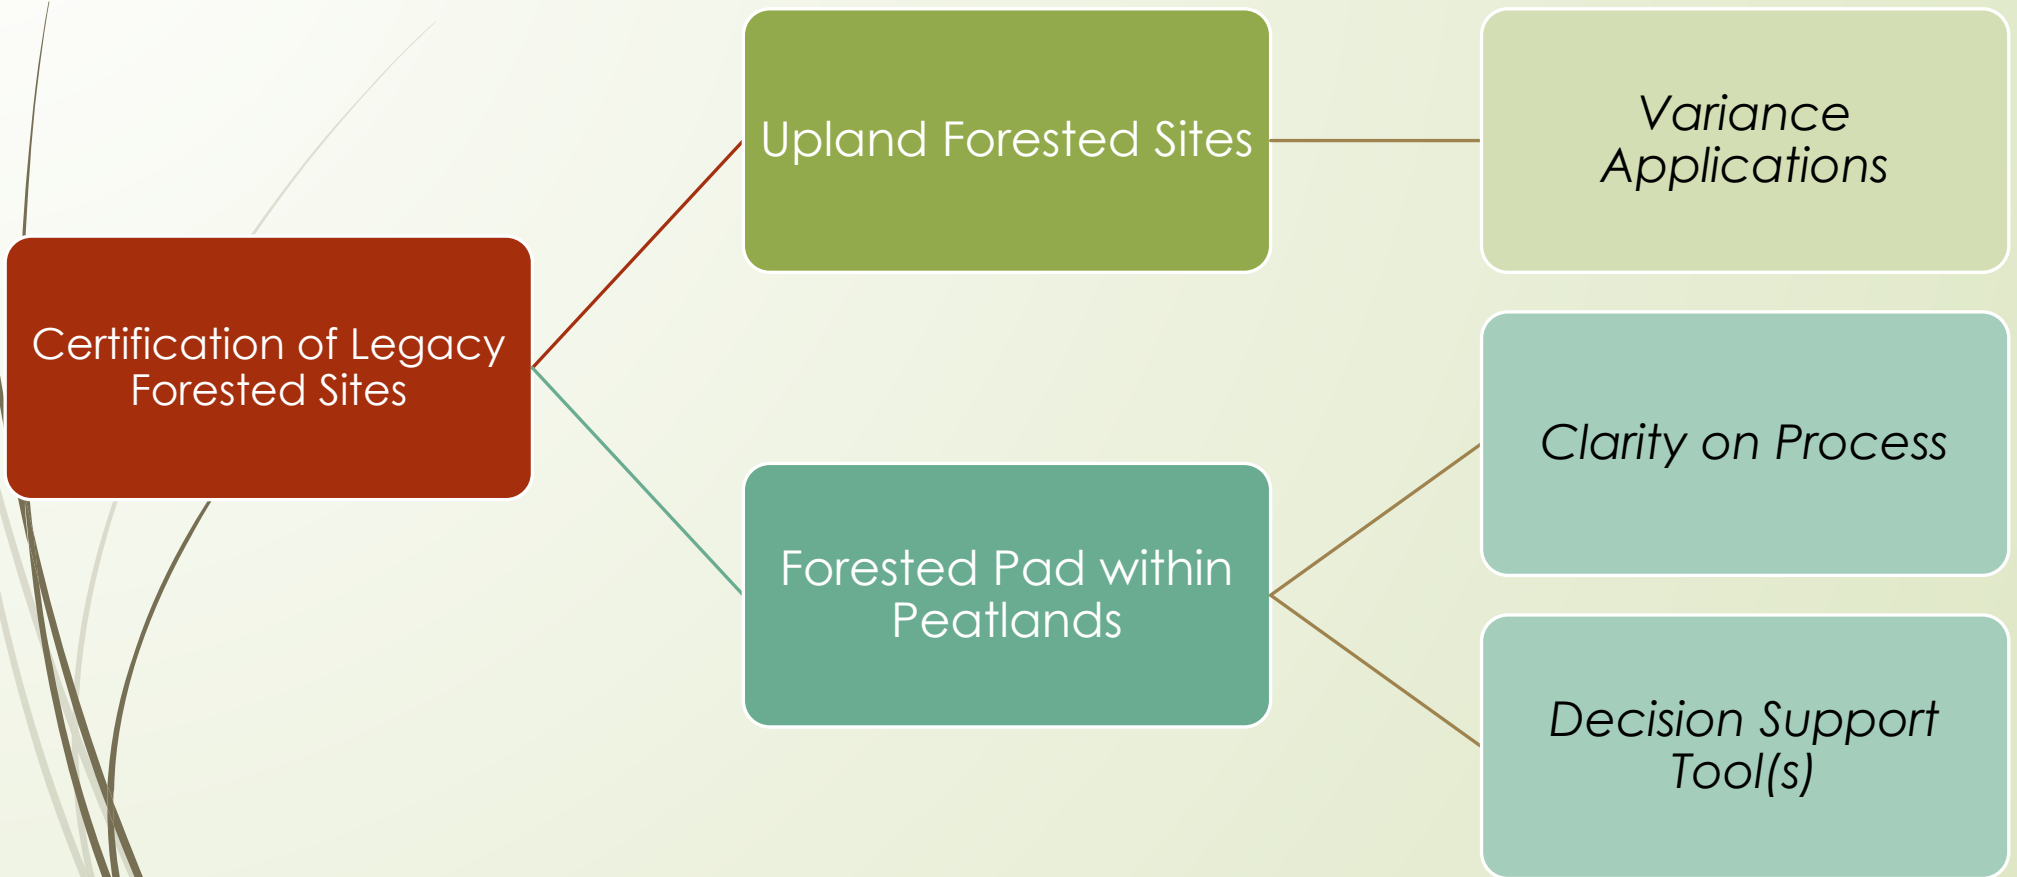 Certification of Legacy
Forested Sites
Upland Forested Sites
Variance
Applications
Forested Pad within
Peatlands
Clarity on Process
Decision Support
Tool(s)